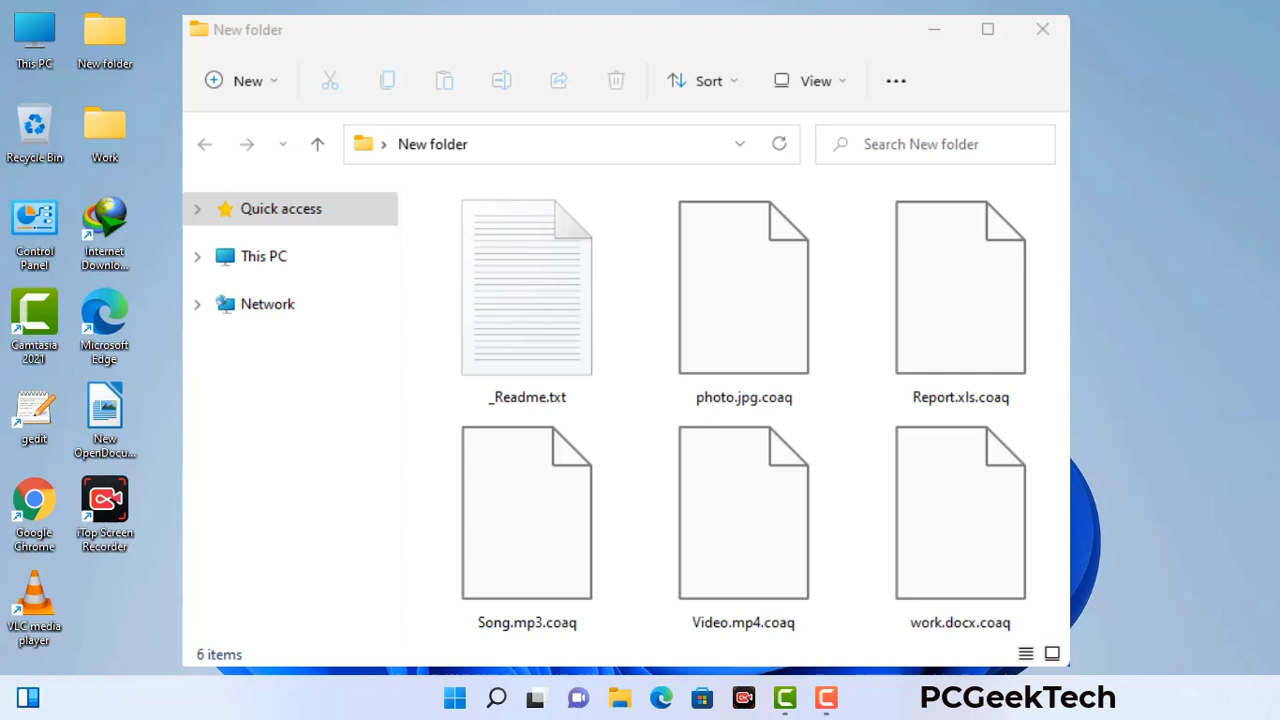 This PC
New folder
Recycle Bin
Work
Control
Panel
Internet
Downlo...
Camtasia
2021
Microsoft
Edge
gedit
New
OpenDocu...
Google
Chrome
iTop Screen
Recorder
VLC media
player
New folder
New
Sort
View
New folder
Search New folder
Quick access
This PC
Network
_Readme.txt
photo.jpg.coaq
Report.xls.coaq
Song.mp3.coaq
Video.mp4.coaq
work.docx.coaq
6 items
PCGeekTech